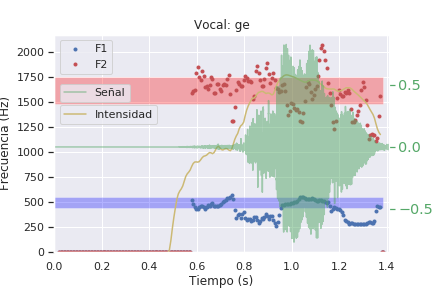 Vocal: ge
F1
F2
Señal
Intensidad
Frecuencia (Hz)
2000
1750
1500
1250
1000
750
500
250
0
0.5
0.0
−0.5
0.0 0.2 0.4 0.6 0.8 1.0 1.2 1.4
Tiempo (s)